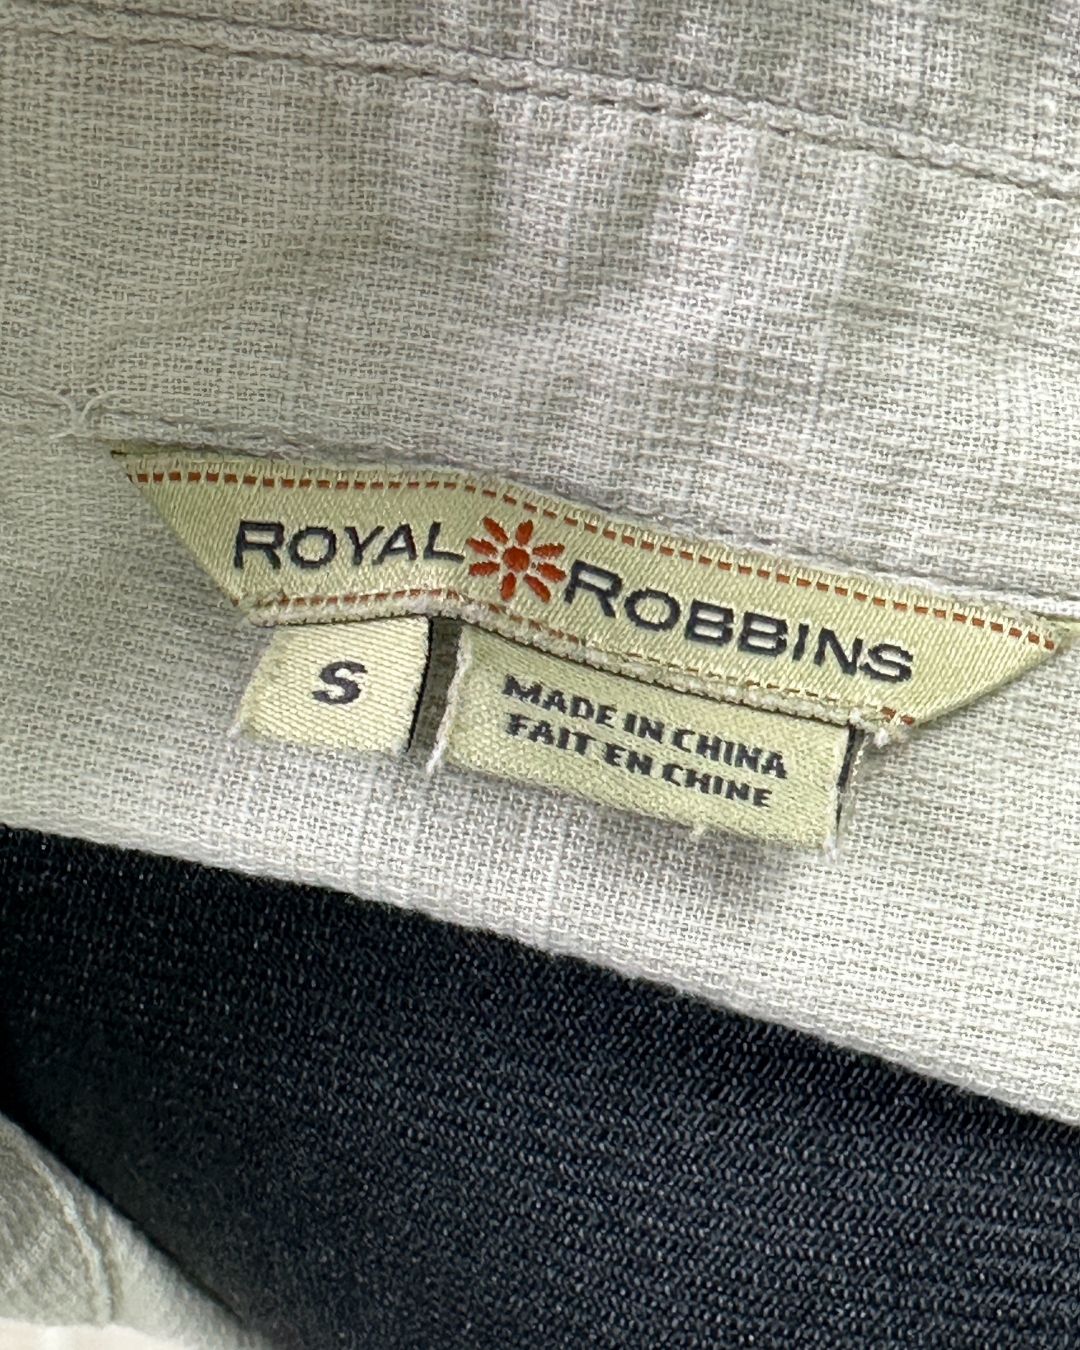 ROYAL ROBBINS
S
MADE IN CHINA
FAIT EN CHINE